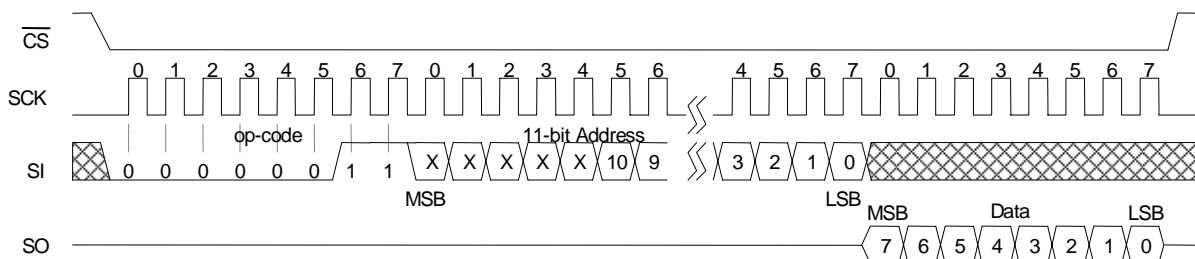 CS
0 1 2 3 4 5 6 7 0 1 2 3 4 5 6 4 5 6 7 0 1 2 3 4 5 6 7
SCK
op-code 11-bit Address
SI 0 0 0 0 0 0 1 1 X X X X X 10 9 3 2 1 0
MSB LSB MSB Data LSB
SO 7 6 5 4 3 2 1 0